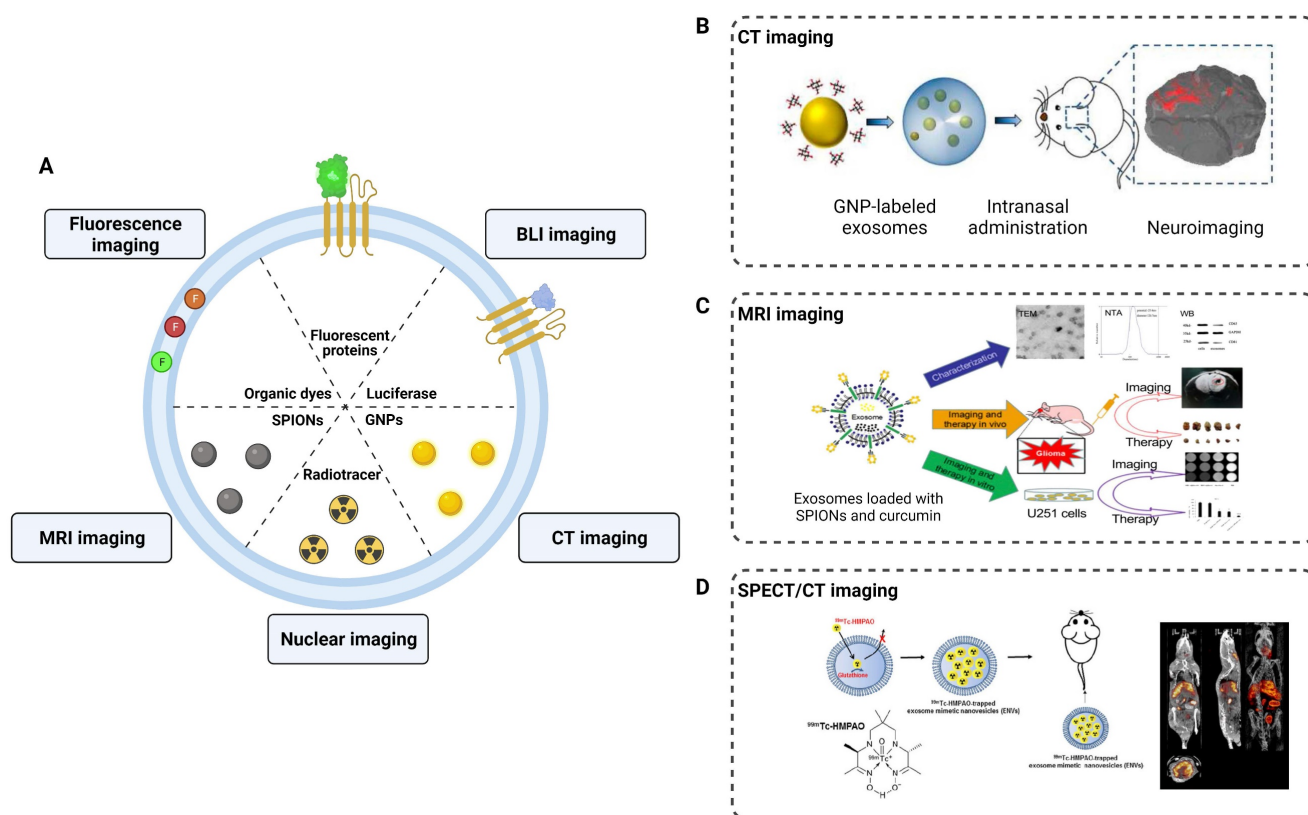 A
Fluorescence
imaging
BLI imaging
F
F
F
Fluorescent
proteins
Organic dyes
Luciferase
SPIONs
GNPs
Radiotracer
MRI imaging
CT imaging
Nuclear imaging
B
CT imaging
GNP-labeled
exosomes
Intranasal
administration
Neuroimaging
C
MRI imaging
TEM
NTA
WB
Characterization
Exosome
Imaging and
therapy in vivo
Imaging and
therapy in vitro
Glioma
Imaging
Therapy
Imaging
Therapy
U251 cells
Exosomes loaded with
SPIONs and curcumin
D
SPECT/CT imaging
99mTc-HMPAO
Glutathione
99mTc-HMPAO-trapped
exosome mimetic nanovesicles (ENVs)
99mTc-HMPAO
O
N
99mTc+
N
N
N
O
H
O-
99mTc-HMPAO-trapped
exosome mimetic nanovesicles (ENVs)